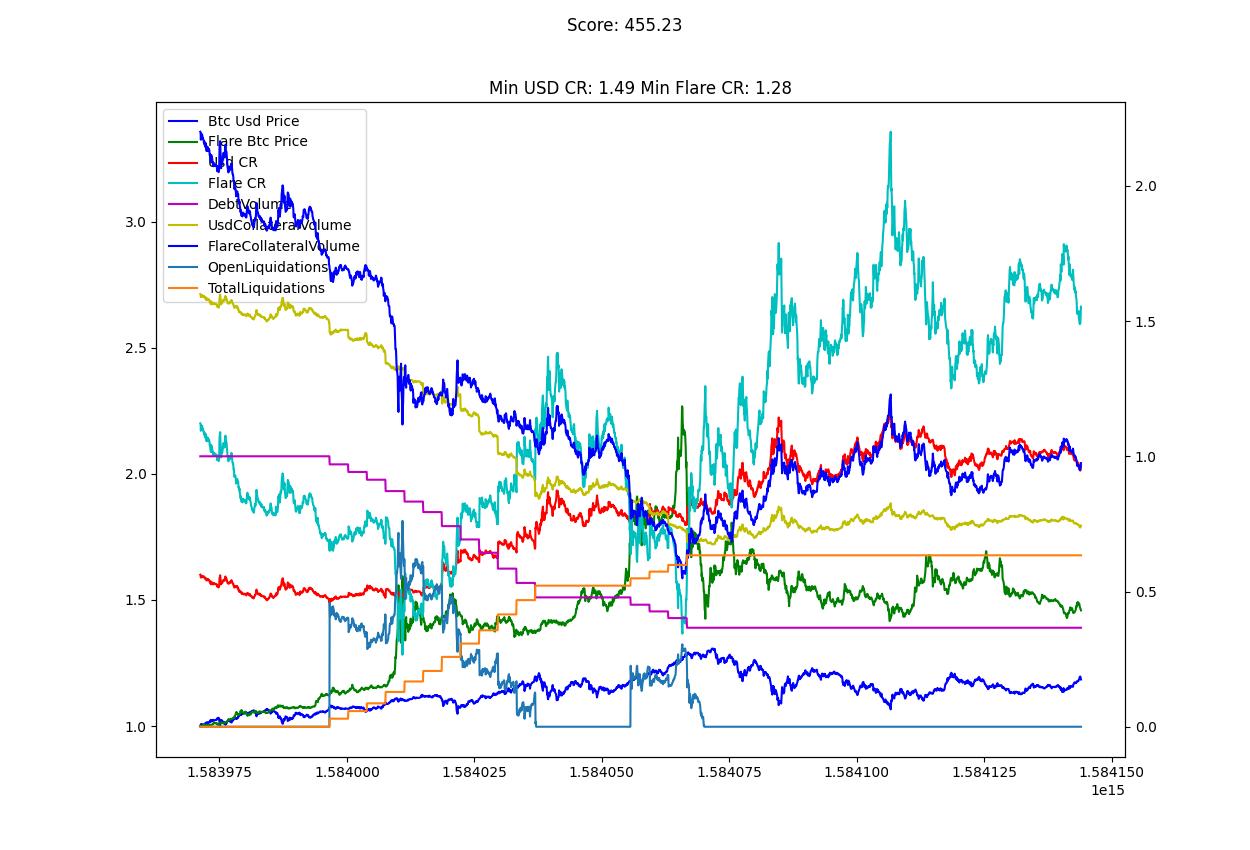 Score: 455.23
Min USD CR: 1.49 Min Flare CR: 1.28
Btc Usd Price
Flare Btc Price
Usd CR
Flare CR
DebtVolume
UsdCollateralVolume
FlareCollateralVolume
OpenLiquidations
TotalLiquidations
3.0
2.5
2.0
1.5
1.0
2.0
1.5
1.0
0.5
0.0
1.583975 1.584000 1.584025 1.584050 1.584075 1.584100 1.584125 1.584150
1e15